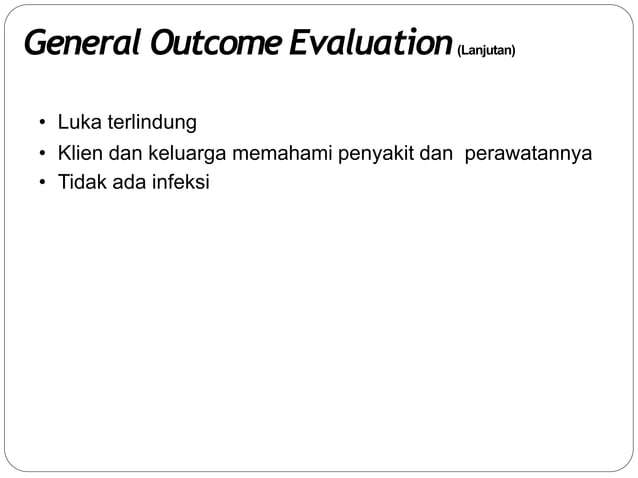 General Outcome Evaluation (Lanjutan)
• Luka terlindung
• Klien dan keluarga memahami penyakit dan  perawatannya
• Tidak ada infeksi